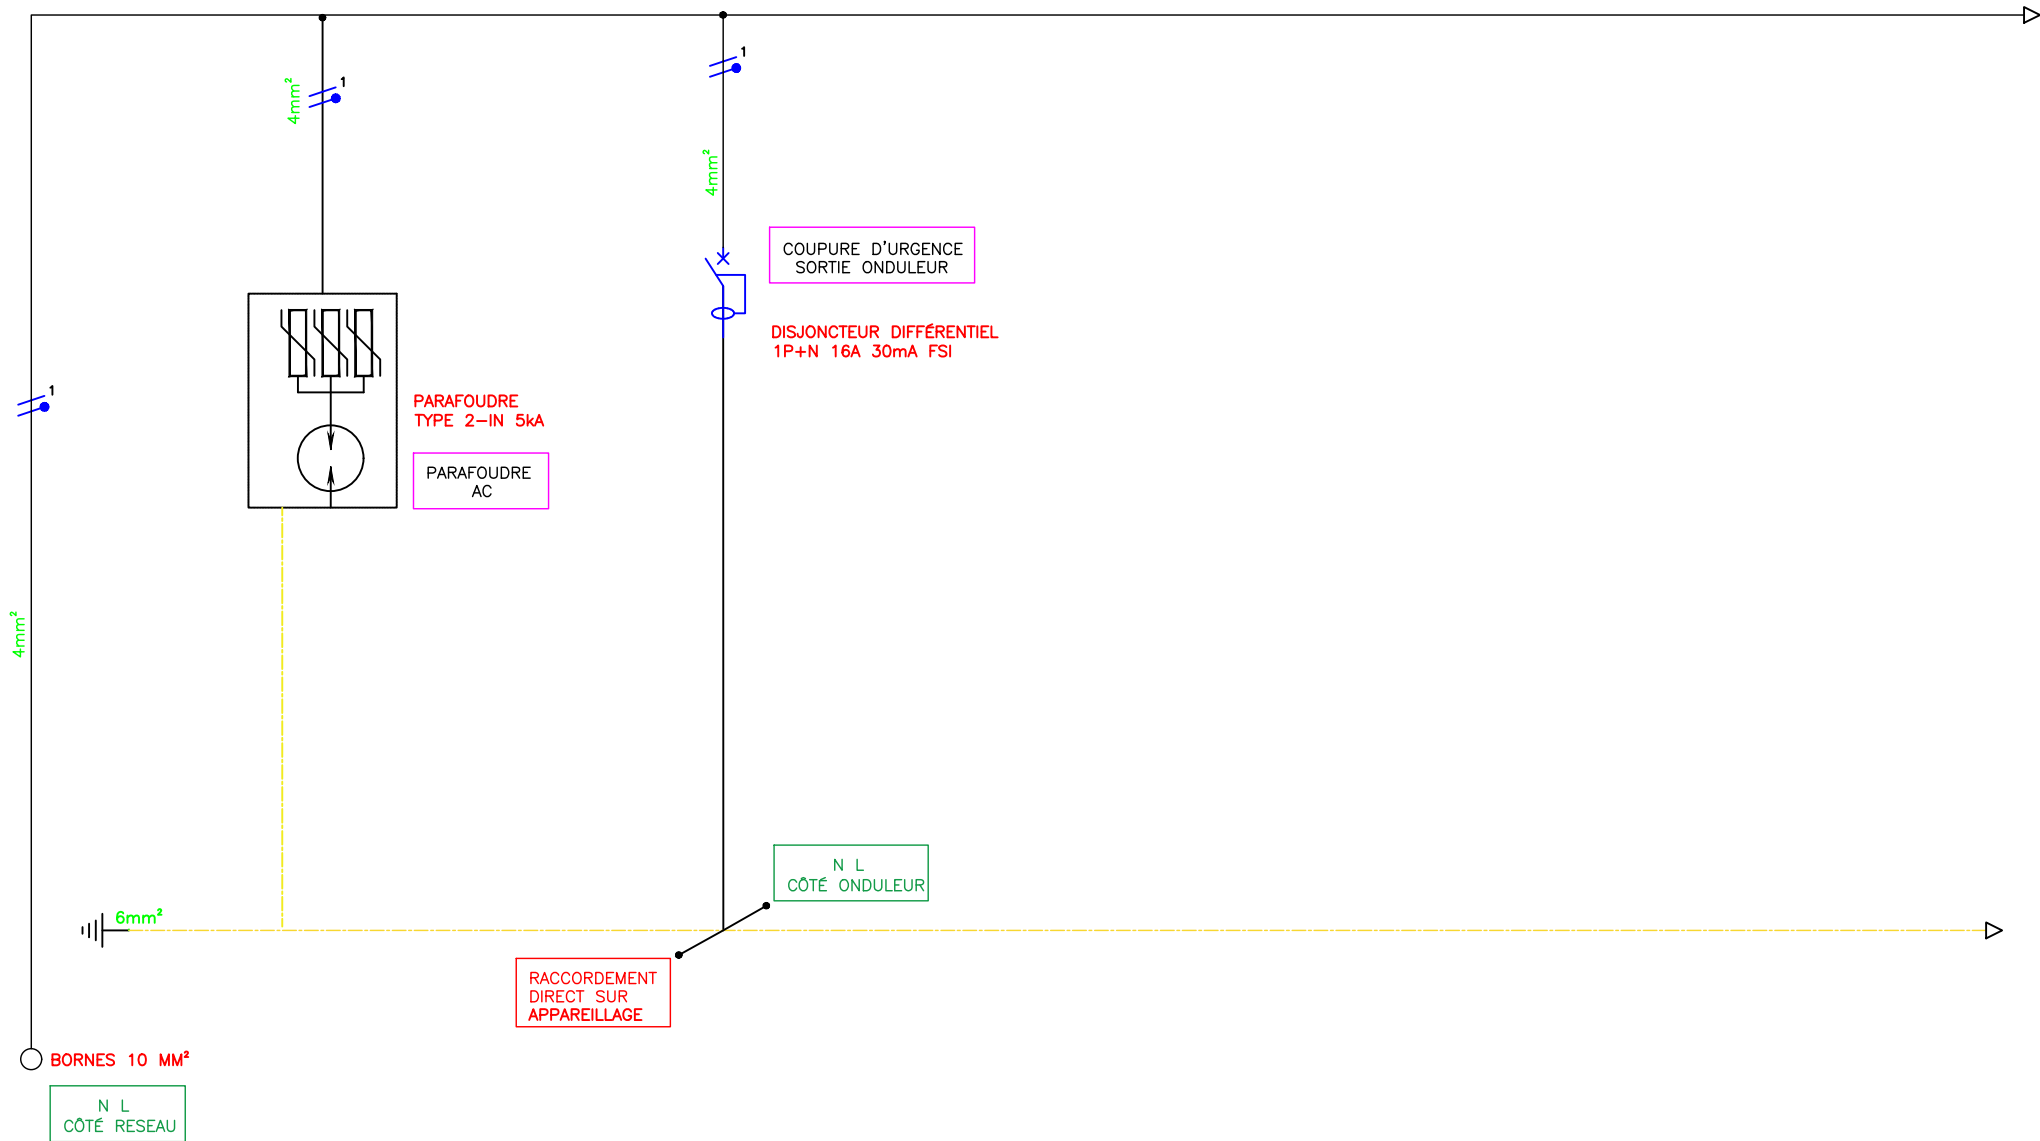 1
1
4mm²
4mm²
COUPURE D'URGENCE
SORTIE ONDULEUR
DISJONCTEUR DIFFÉRENTIEL
1P+N 16A 30mA FSI
1
PARAFOUDRE
TYPE 2-IN 5kA
PARAFOUDRE
AC
4mm²
N L
CÔTÉ ONDULEUR
6mm²
RACCORDEMENT
DIRECT SUR
APPAREILLAGE
BORNES 10 MM²
N L
CÔTÉ RESEAU